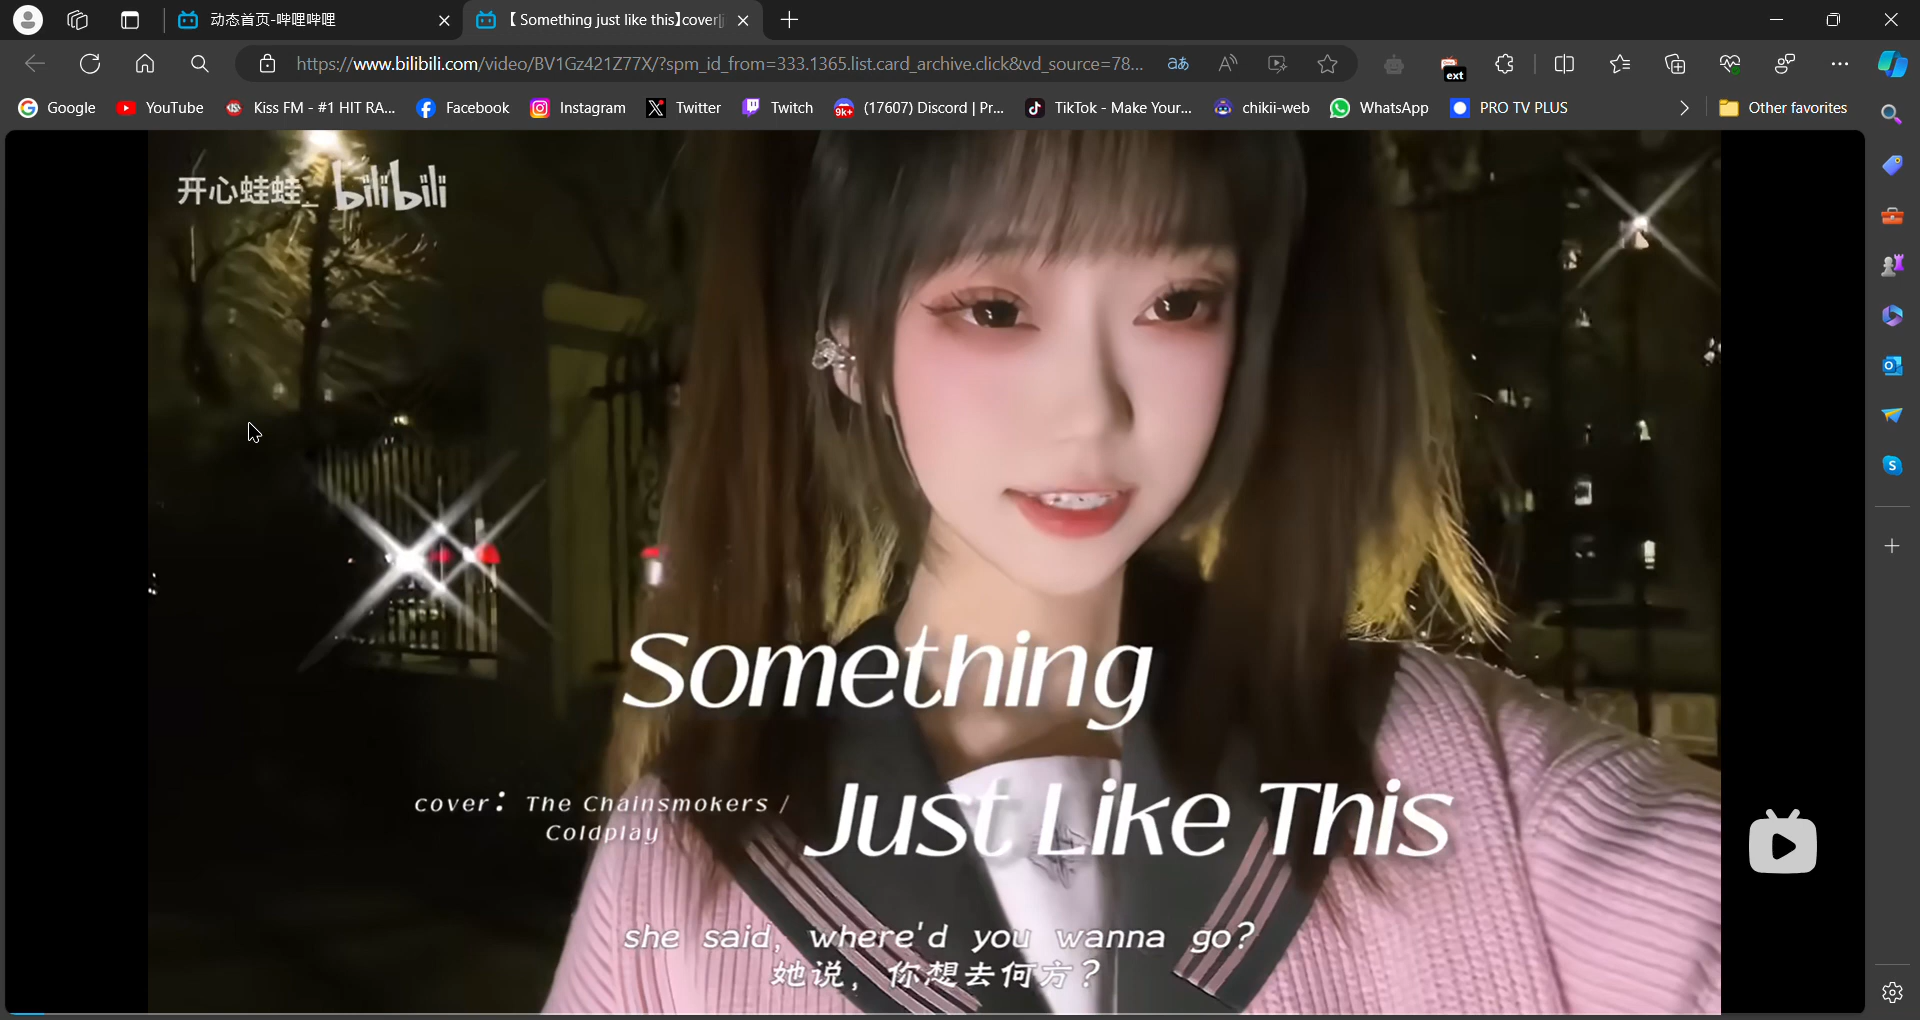 动态首页-哔哩哔哩
【 Something just like this】cover
https://www.bilibili.com/video/BV1Gz421Z77X/?spm_id_from=333.1365.list.card_archive.click&vd_source=78...
ext
Google
YouTube
Kiss FM - #1 HIT RA...
Facebook
Instagram
Twitter
Twitch
9K+
(17607) Discord | Pr...
TikTok - Make Your...
chikii-web
WhatsApp
PRO TV PLUS
Other favorites
开心蛙蛙_ bilibili
Something
cover： The Chainsmokers /
Coldplay
Just Like This
she said, where'd you wanna go?
她说，你想去何方？